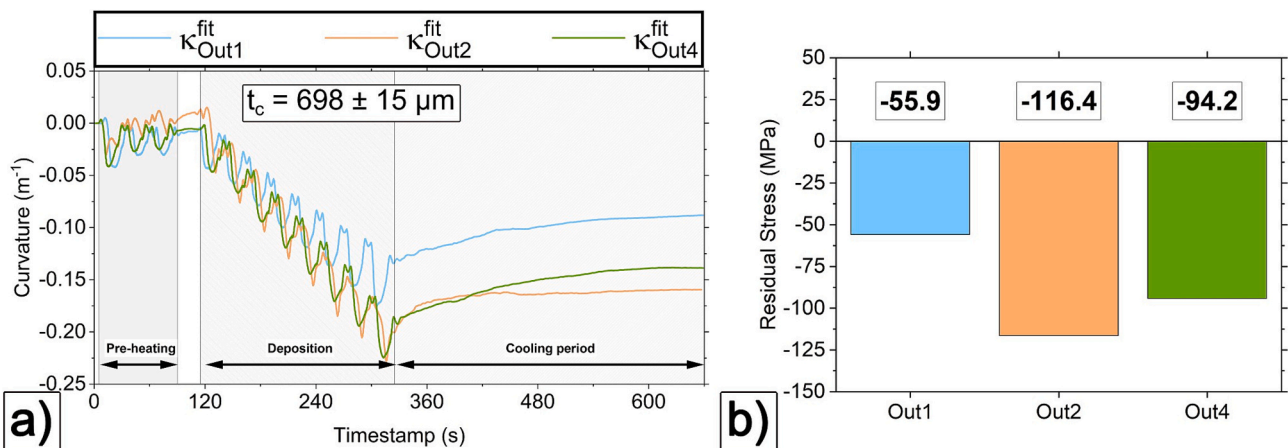 κ^fit_Out1 κ^fit_Out2 κ^fit_Out4
t_c = 698 ± 15 μm
Curvature (m⁻¹)
0.05
0.00
-0.05
-0.10
-0.15
-0.20
-0.25
Pre-heating
Deposition
Cooling period
0 120 240 360 480 600
Timestamp (s)
a)
Residual Stress (MPa)
50
25
0
-25
-50
-75
-100
-125
-150
-55.9 -116.4 -94.2
Out1 Out2 Out4
b)